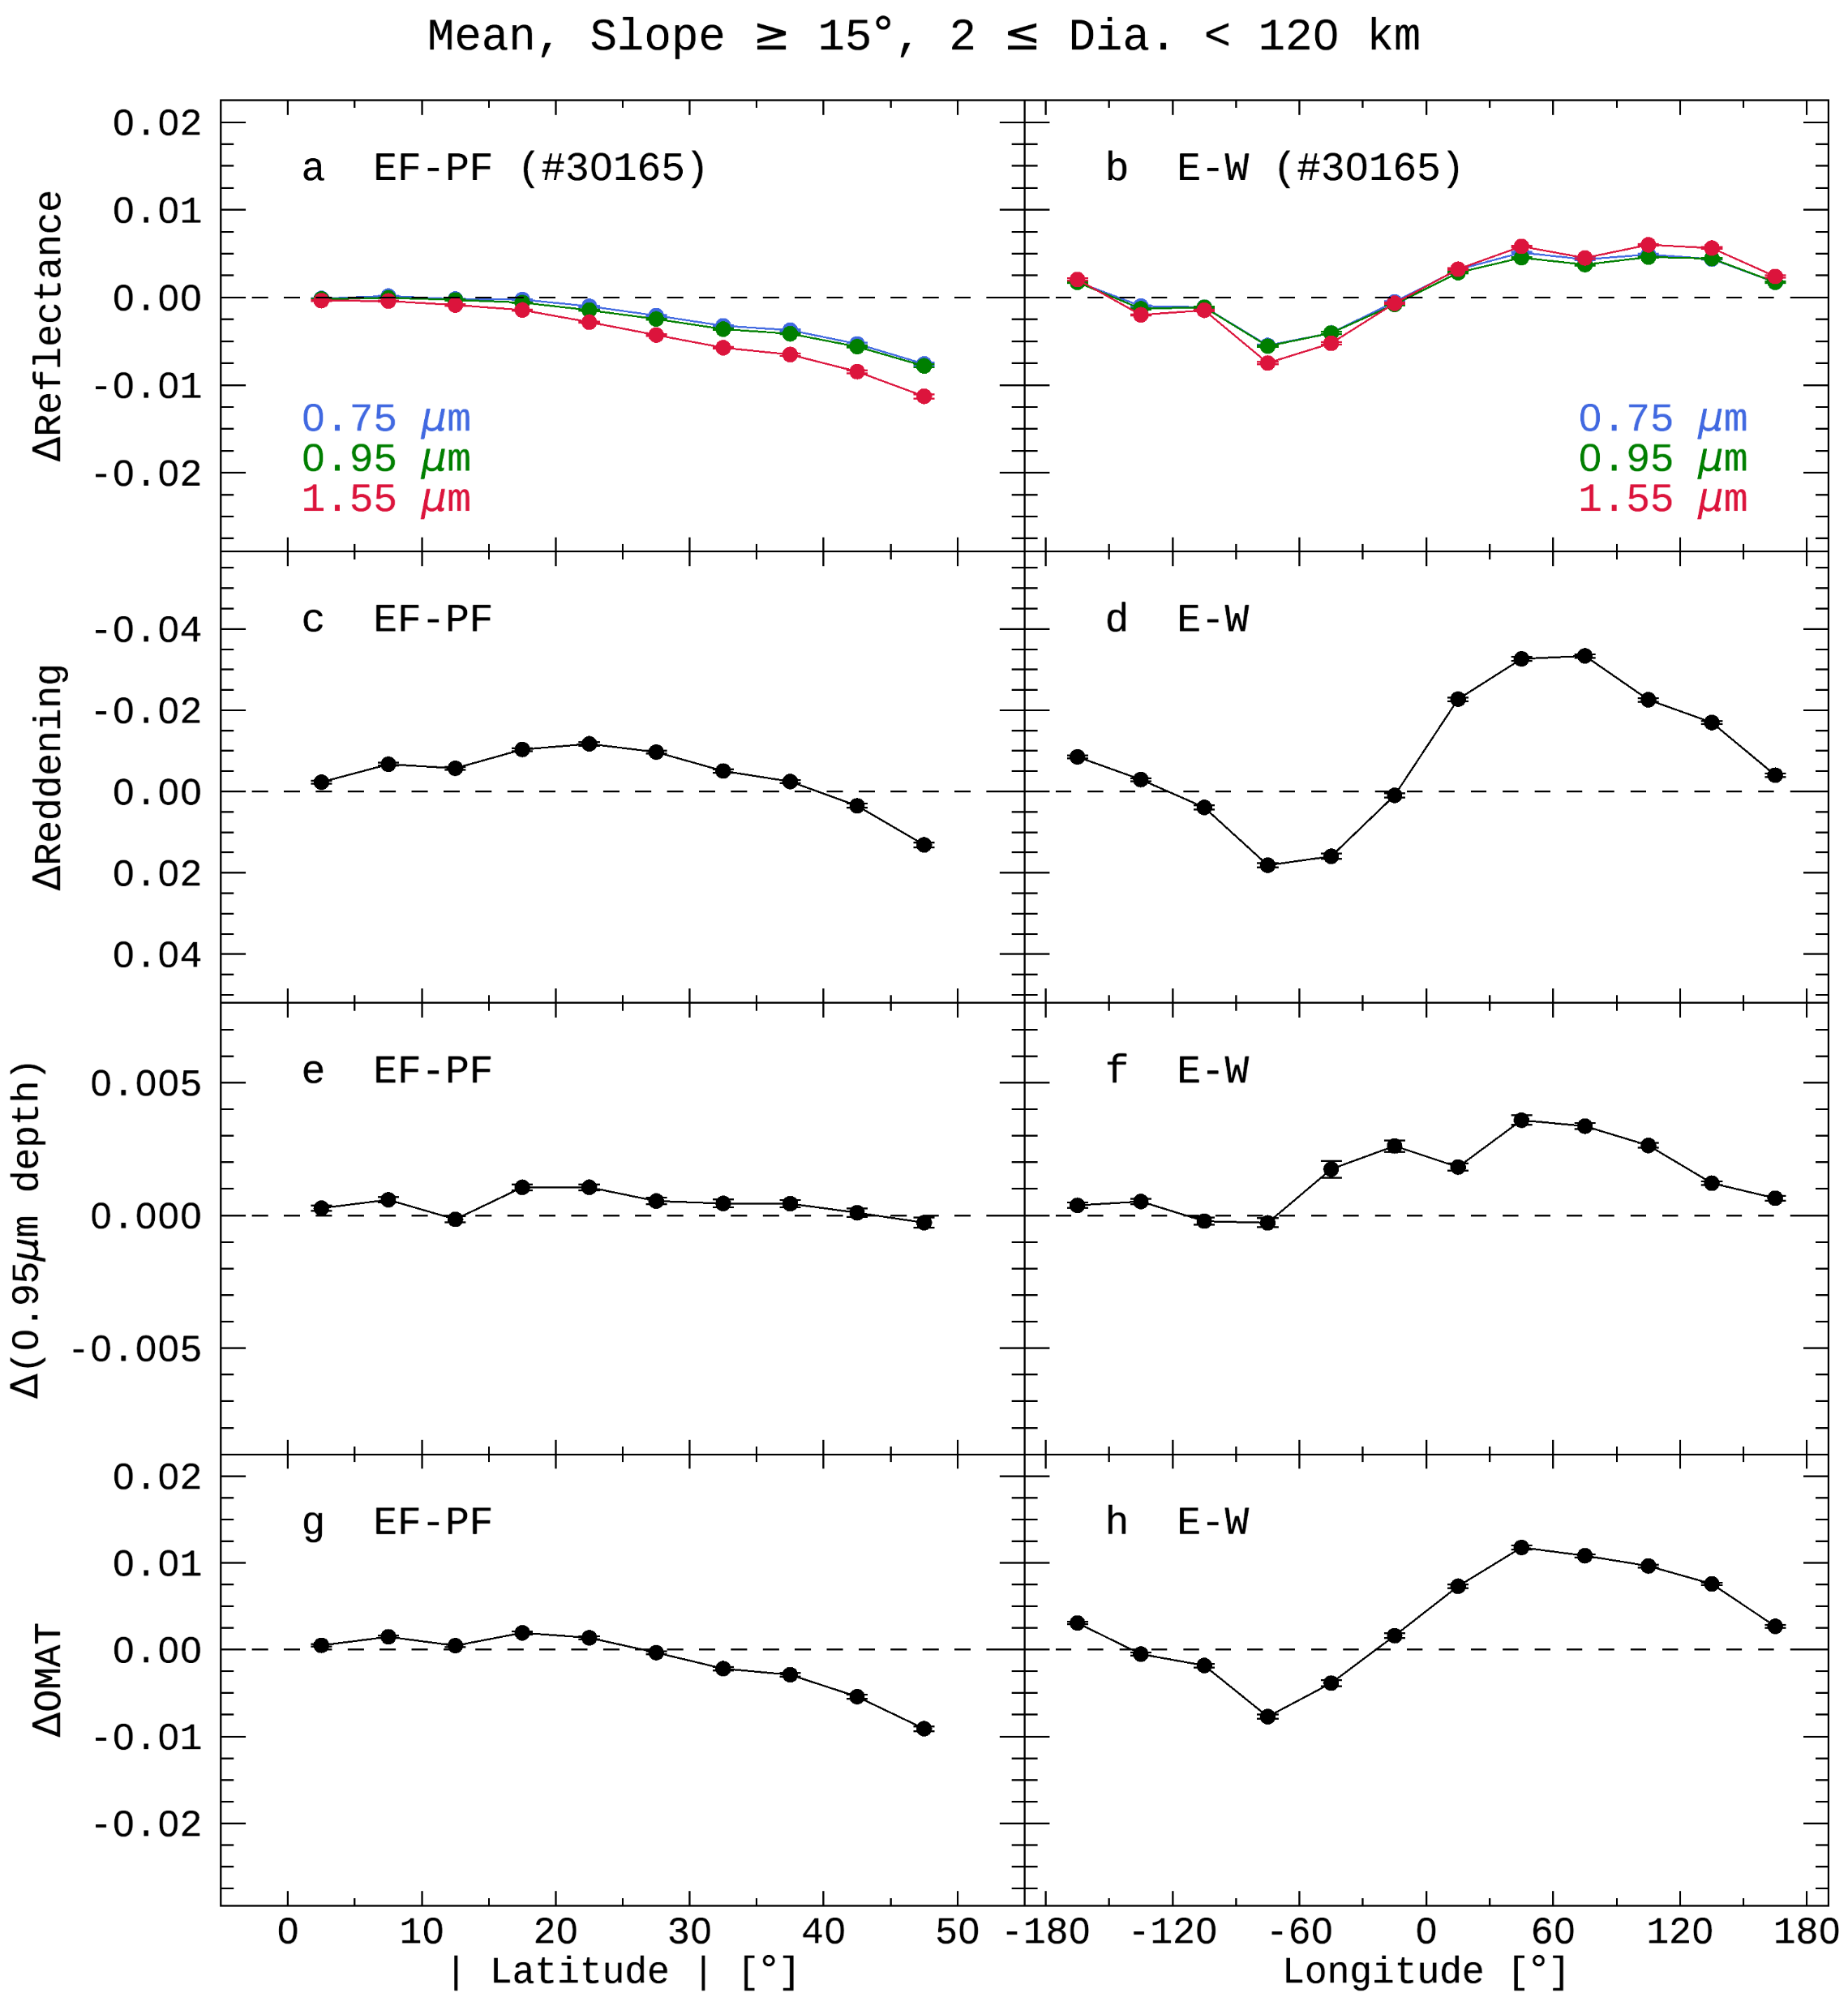 Mean, Slope ≥ 15°, 2 ≤ Dia. < 120 km
ΔReflectance
0.02
0.01
0.00
-0.01
-0.02
a EF-PF (#30165)
0.75 μm
0.95 μm
1.55 μm
b E-W (#30165)
0.75 μm
0.95 μm
1.55 μm
ΔReddening
-0.04
-0.02
0.00
0.02
0.04
c EF-PF
d E-W
Δ(0.95μm depth)
0.005
0.000
-0.005
e EF-PF
f E-W
ΔOMAT
0.02
0.01
0.00
-0.01
-0.02
g EF-PF
h E-W
0 10 20 30 40 50
-180 -120 -60 0 60 120 180
| Latitude | [°]
Longitude [°]